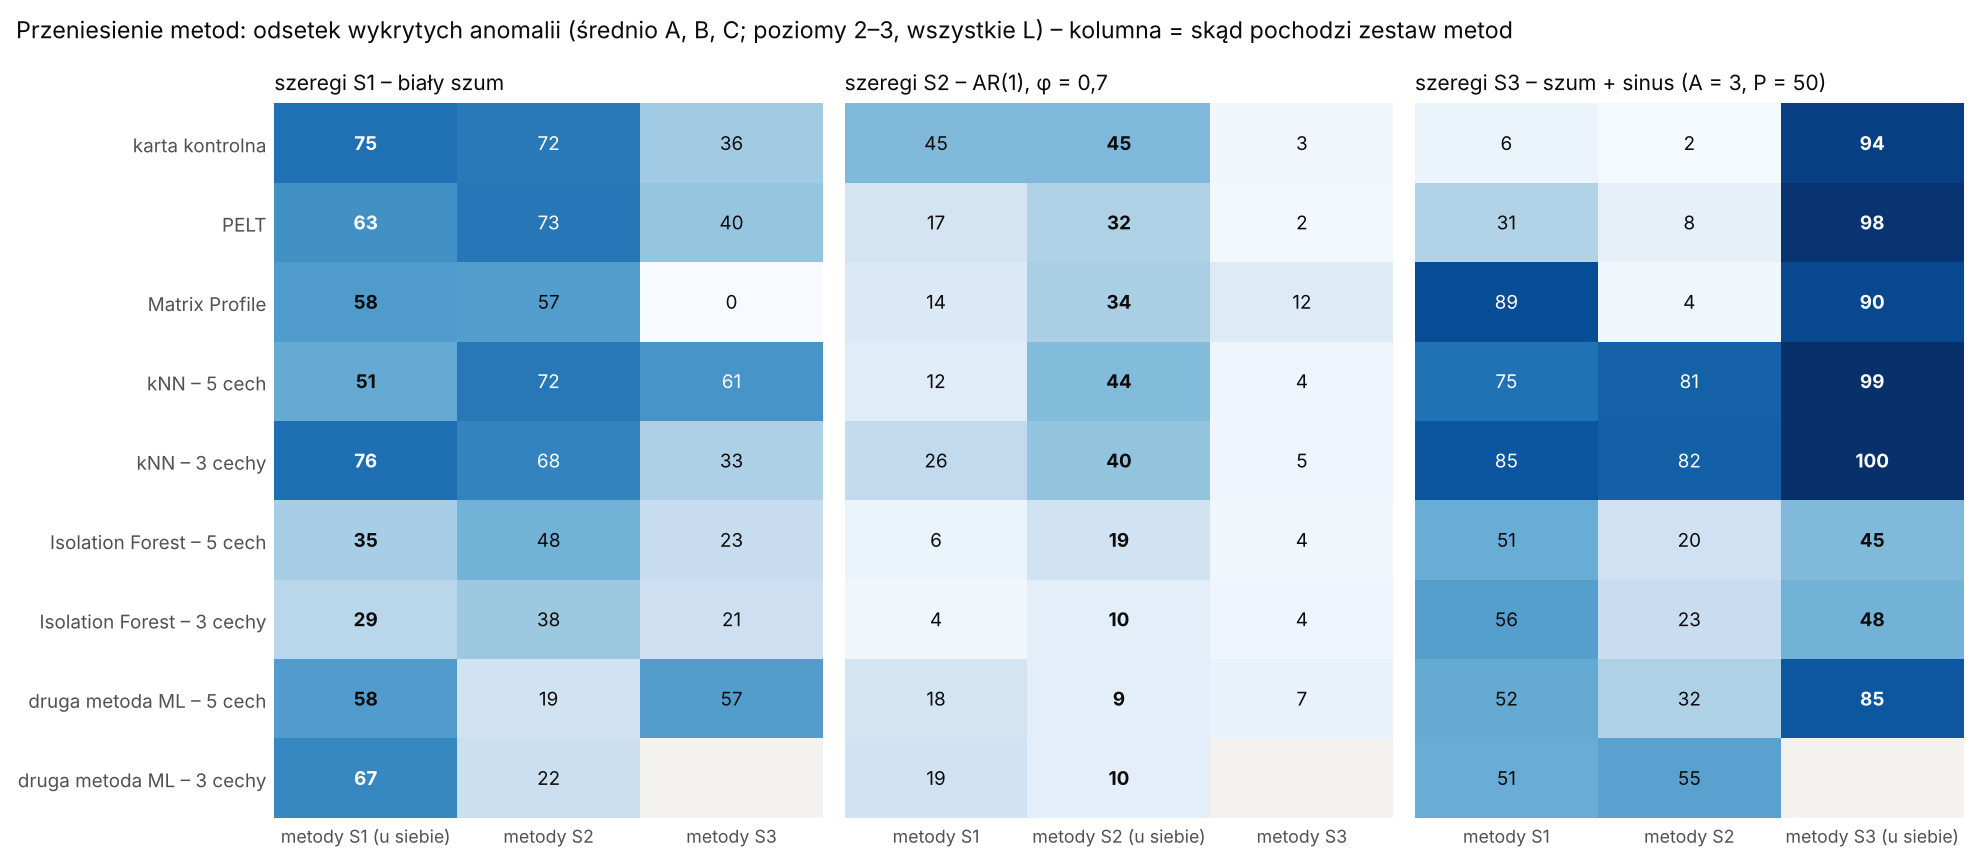 Przeniesienie metod: odsetek wykrytych anomalii (średnio A, B, C; poziomy 2–3, wszystkie L) – kolumna = skąd pochodzi zestaw metod
szeregi S1 – biały szum szeregi S2 – AR(1), φ = 0,7 szeregi S3 – szum + sinus (A = 3, P = 50)
karta kontrolna 75 72 36 45 45 3 6 2 94
PELT 63 73 40 17 32 2 31 8 98
Matrix Profile 58 57 0 14 34 12 89 4 90
kNN – 5 cech 51 72 61 12 44 4 75 81 99
kNN – 3 cechy 76 68 33 26 40 5 85 82 100
Isolation Forest – 5 cech 35 48 23 6 19 4 51 20 45
Isolation Forest – 3 cechy 29 38 21 4 10 4 56 23 48
druga metoda ML – 5 cech 58 19 57 18 9 7 52 32 85
druga metoda ML – 3 cechy 67 22 19 10 51 55
metody S1 (u siebie) metody S2 metody S3 metody S1 metody S2 (u siebie) metody S3 metody S1 metody S2 metody S3 (u siebie)